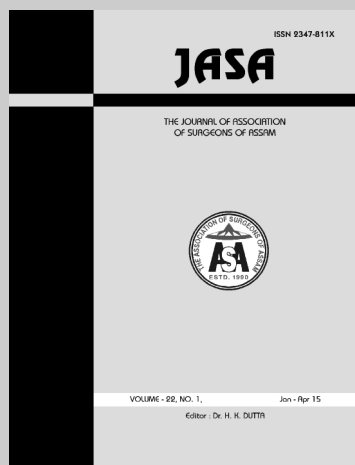 ISSN 2347-811X
JASA
THE JOURNAL OF ASSOCIATION
OF SURGEONS OF ASSAM
THE ASSOCIATION OF SURGEONS OF ASSAM
ASA
ESTD. 1990
VOLUME - 22, NO. 1, Jan - Apr 15
Editor : Dr. H. K. DUTTA